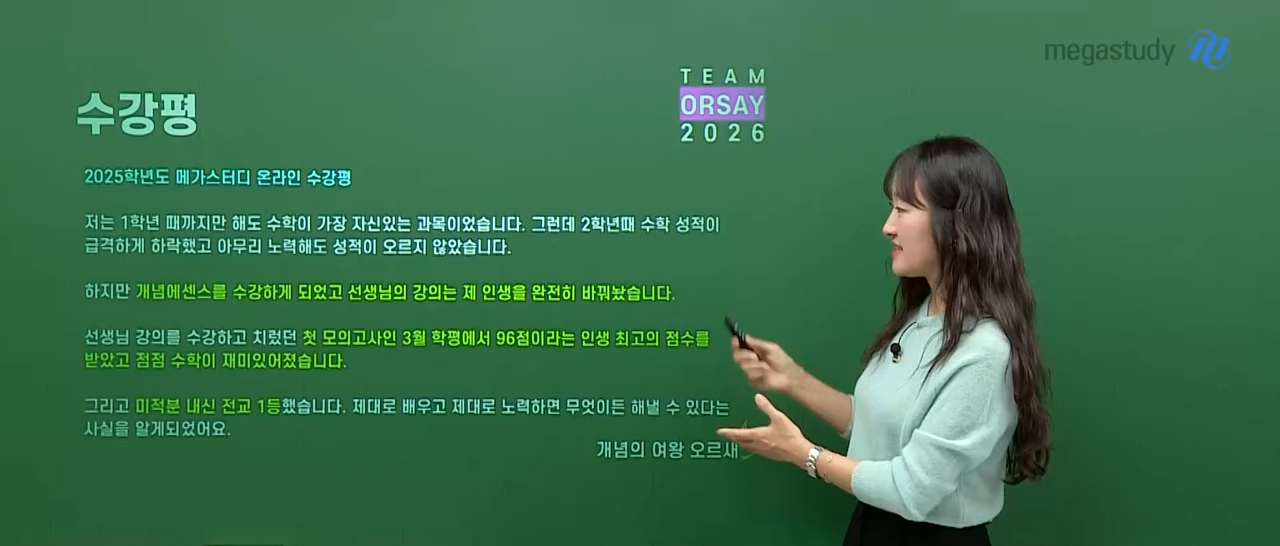 megastudy
TEAM
ORSAY
2026
수강평
2025학년도 메가스터디 온라인 수강평
저는 1학년 때까지만 해도 수학이 가장 자신있는 과목이었습니다. 그런데 2학년때 수학 성적이
급격하게 하락했고 아무리 노력해도 성적이 오르지 않았습니다.
하지만 개념에센스를 수강하게 되었고 선생님의 강의는 제 인생을 완전히 바꿔놨습니다.
선생님 강의를 수강하고 치렀던 첫 모의고사인 3월 학평에서 96점이라는 인생 최고의 점수를
받았고 점점 수학이 재미있어졌습니다.
그리고 미적분 내신 전교 1등했습니다. 제대로 배우고 제대로 노력하면 무엇이든 해낼 수 있다는
사실을 알게되었어요.
개념의 여왕 오르새